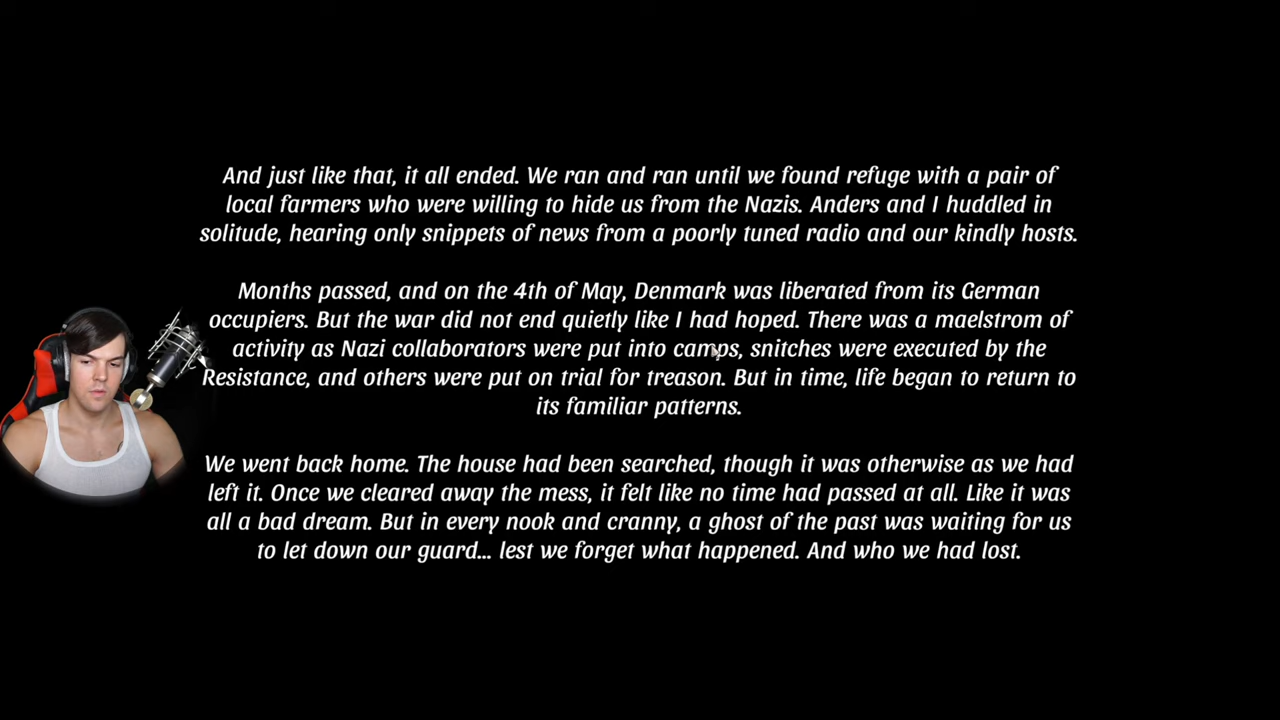 And just like that, it all ended. We ran and ran until we found refuge with a pair of
local farmers who were willing to hide us from the Nazis. Anders and I huddled in
solitude, hearing only snippets of news from a poorly tuned radio and our kindly hosts.
Months passed, and on the 4th of May, Denmark was liberated from its German
occupiers. But the war did not end quietly like I had hoped. There was a maelstrom of
activity as Nazi collaborators were put into camps, snitches were executed by the
Resistance, and others were put on trial for treason. But in time, life began to return to
its familiar patterns.
We went back home. The house had been searched, though it was otherwise as we had
left it. Once we cleared away the mess, it felt like no time had passed at all. Like it was
all a bad dream. But in every nook and cranny, a ghost of the past was waiting for us
to let down our guard... lest we forget what happened. And who we had lost.